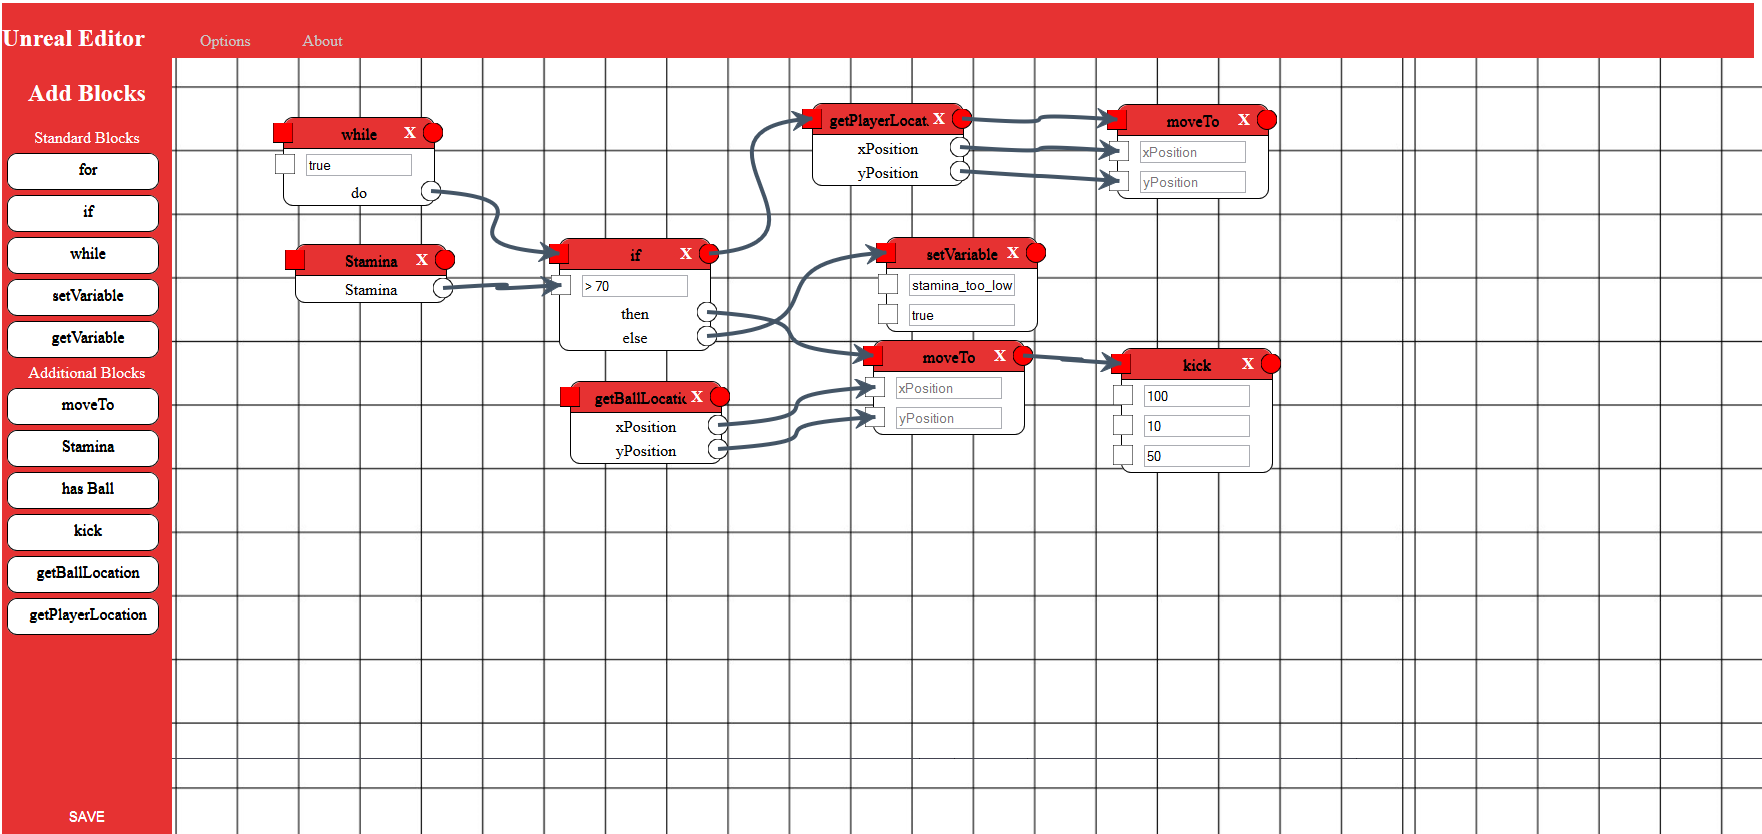 Unreal Editor
Options
About
Add Blocks
Standard Blocks
for
if
while
setVariable
getVariable
Additional Blocks
moveTo
Stamina
has Ball
kick
getBallLocation
getPlayerLocation
SAVE
while X
true
do
Stamina X
Stamina
if X
> 70
then
else
getBallLocatic X
xPosition
yPosition
getPlayerLocat. X
xPosition
yPosition
moveTo X
xPosition
yPosition
setVariable X
stamina_too_low
true
moveTo X
xPosition
yPosition
kick X
100
10
50